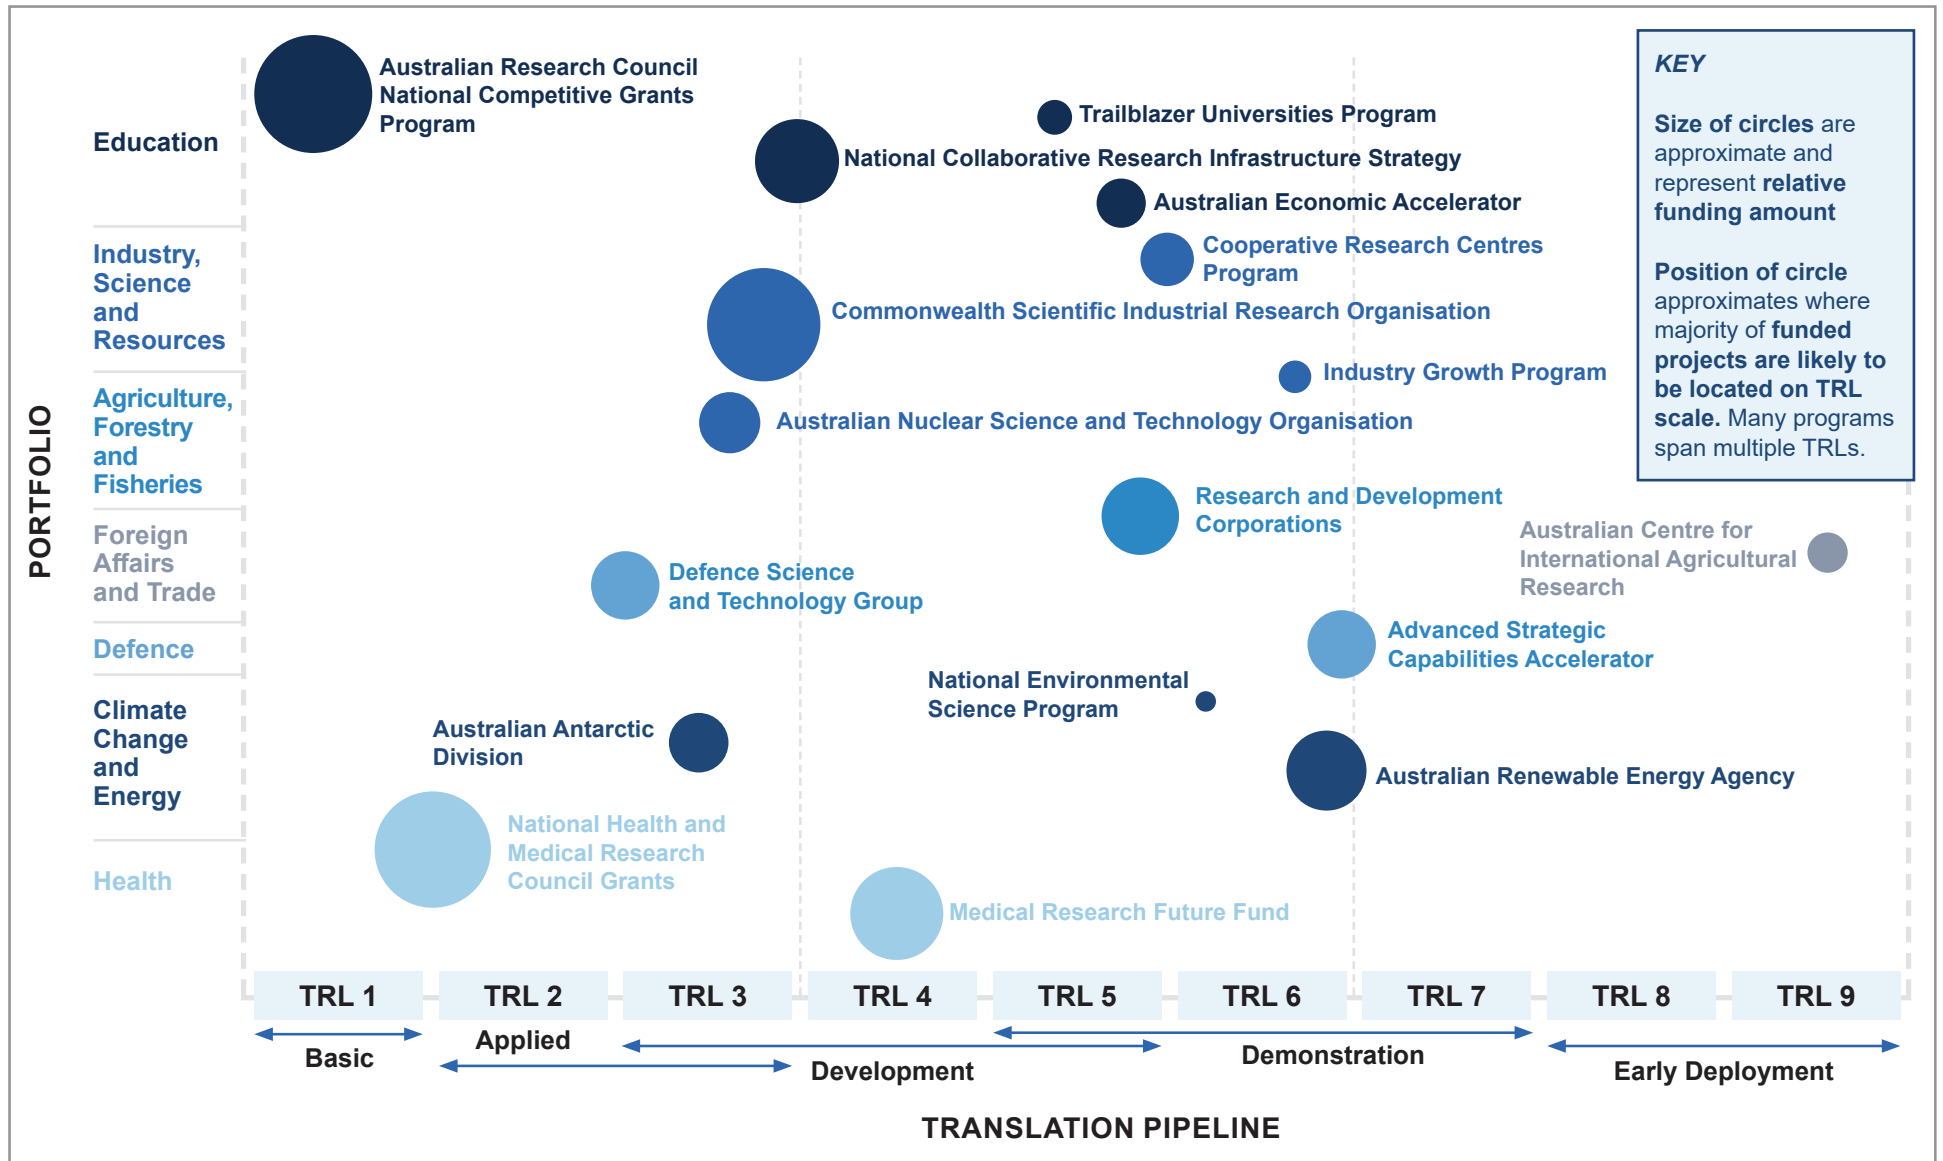 PORTFOLIO
Education
Industry,
Science
and
Resources
Agriculture,
Forestry
and
Fisheries
Foreign
Affairs
and Trade
Defence
Climate
Change
and
Energy
Health
Australian Research Council
National Competitive Grants
Program
Trailblazer Universities Program
National Collaborative Research Infrastructure Strategy
Australian Economic Accelerator
Cooperative Research Centres
Program
Commonwealth Scientific Industrial Research Organisation
Industry Growth Program
Australian Nuclear Science and Technology Organisation
Research and Development
Corporations
Australian Centre for
International Agricultural
Research
Defence Science
and Technology Group
Advanced Strategic
Capabilities Accelerator
National Environmental
Science Program
Australian Antarctic
Division
Australian Renewable Energy Agency
National Health and
Medical Research
Council Grants
Medical Research Future Fund
KEY
Size of circles are
approximate and
represent relative
funding amount
Position of circle
approximates where
majority of funded
projects are likely to
be located on TRL
scale. Many programs
span multiple TRLs.
TRL 1
TRL 2
TRL 3
TRL 4
TRL 5
TRL 6
TRL 7
TRL 8
TRL 9
Basic
Applied
Development
Demonstration
Early Deployment
TRANSLATION PIPELINE